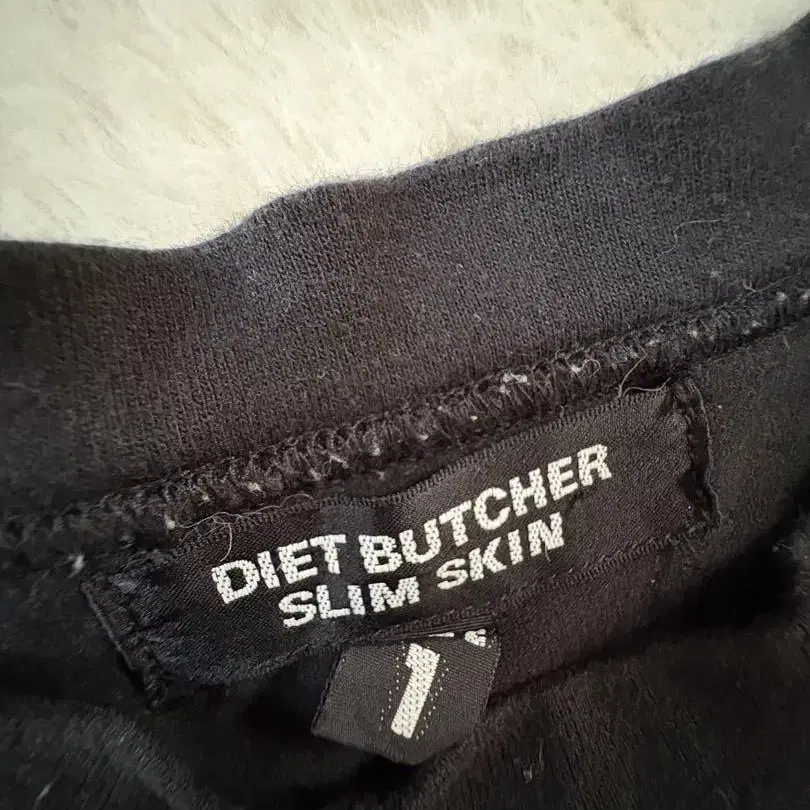 DIET BUTCHER
SLIM SKIN
1